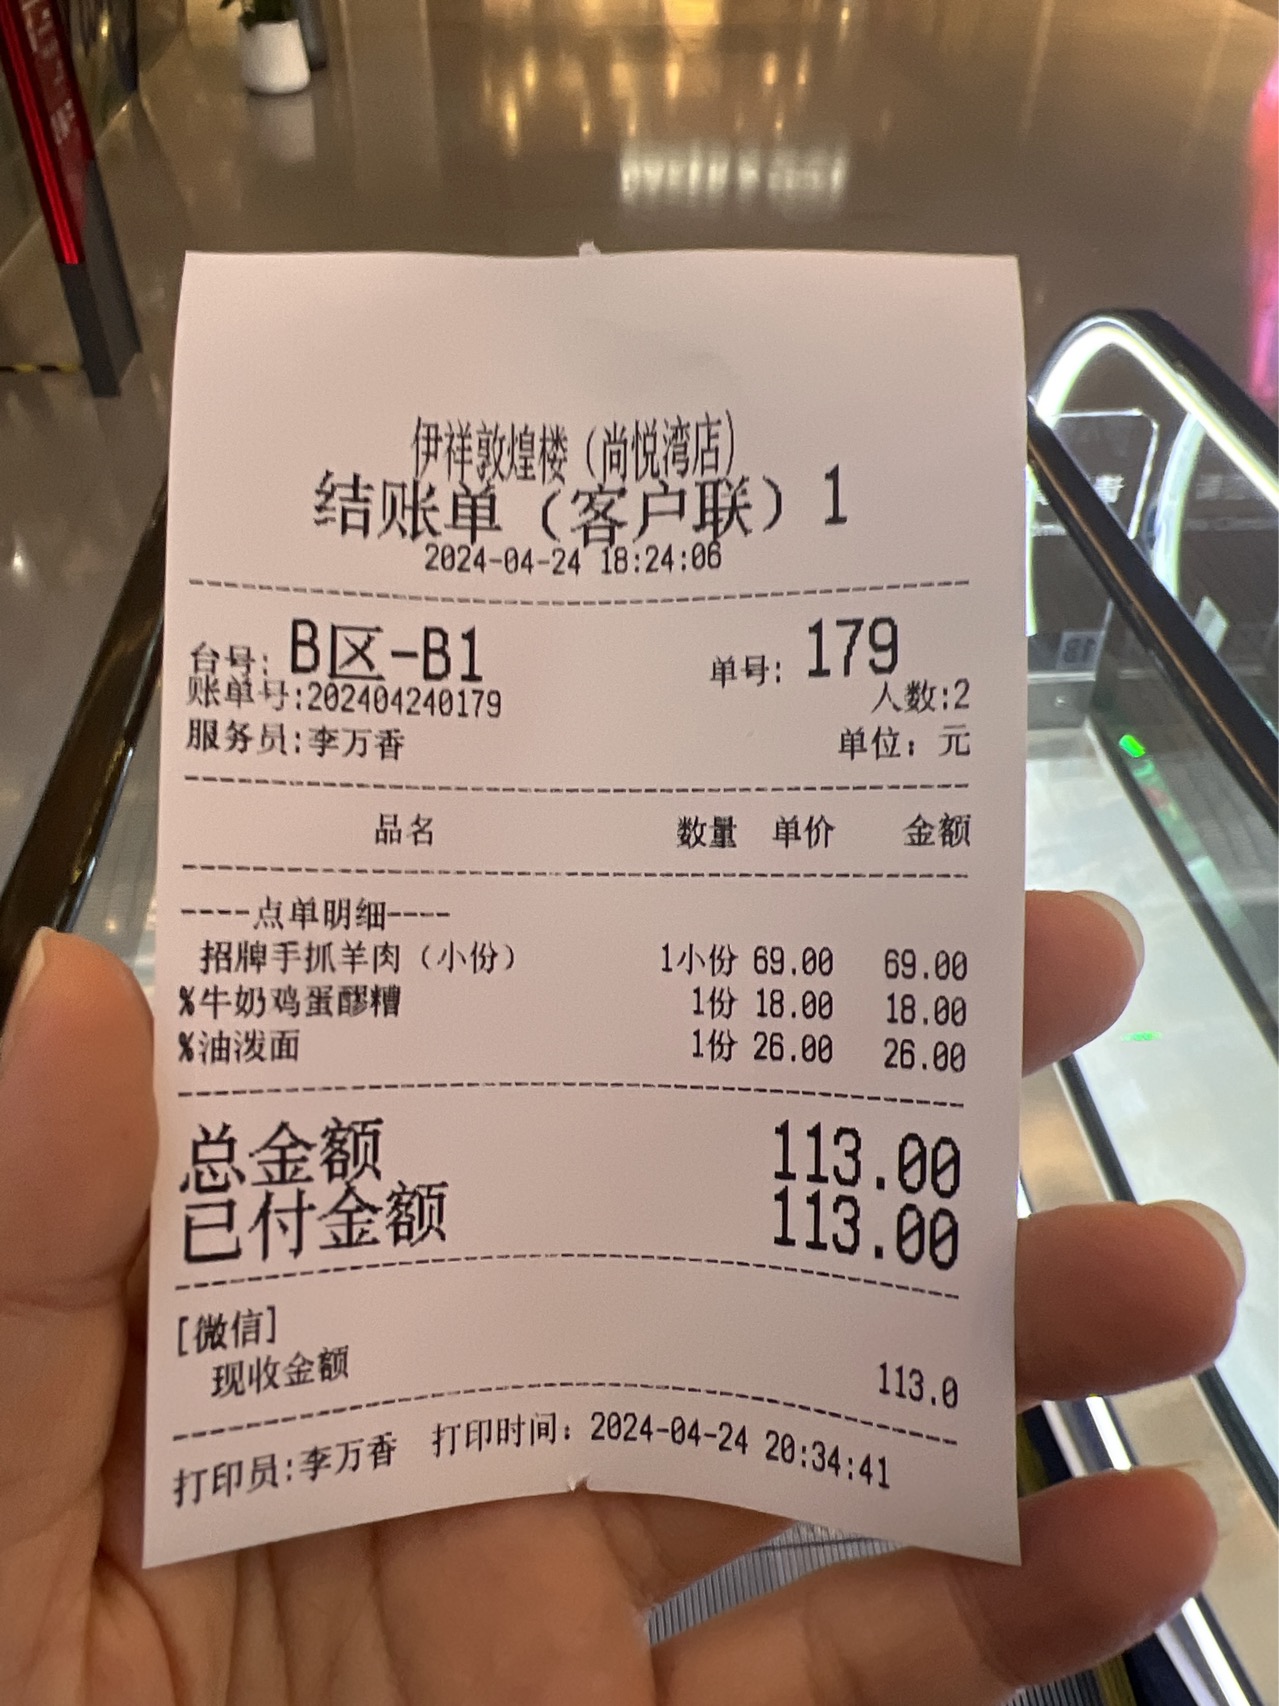 伊祥敦煌楼（尚悦湾店）
结账单（客户联）1
2024-04-24 18:24:06
台号: B区-B1 单号: 179
账单号:202404240179 人数:2
服务员:李万香 单位: 元
品名 数量 单价 金额
----点单明细----
招牌手抓羊肉（小份） 1小份 69.00 69.00
%牛奶鸡蛋醪糟 1份 18.00 18.00
%油泼面 1份 26.00 26.00
总金额 113.00
已付金额 113.00
[微信]
现收金额 113.0
打印员:李万香 打印时间: 2024-04-24 20:34:41